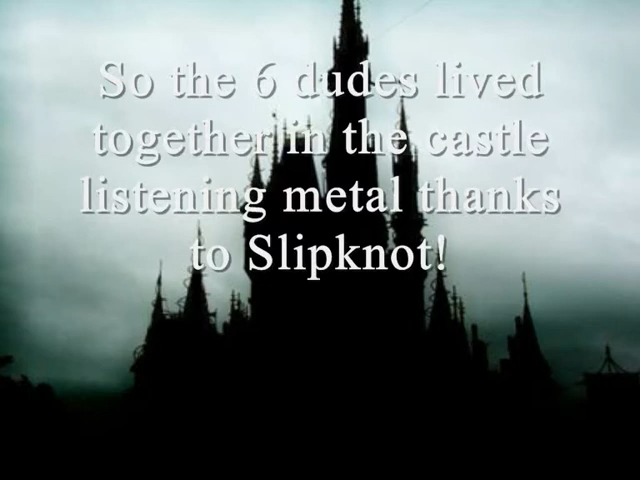 So the 6 dudes lived
together in the castle
listening metal thanks
to Slipknot!